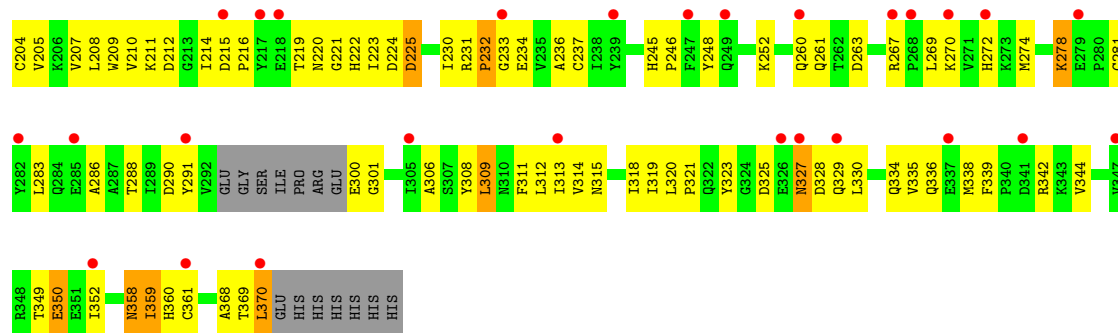 C204 V205 K206 V207 L208 W209 V210 K211 D212 G213 I214 D215 P216 Y217 E218 T219 N220 G221 H222 I223 D224 D225 I230 R231 P232 G233 E234 V235 A236 C237 I238 Y239 H245 P246 F247 Y248 Q249 K252 Q260 Q261 T262 D263 R267 P268 L269 K270 V271 H272 K273 M274 K278 E279 P280 C281
Y282 L283 Q284 E285 A286 A287 T288 I289 D290 Y291 V292 GLU GLY SER ILE PRO ARG GLU E300 G301 I305 A306 S307 Y308 L309 N310 F311 L312 I313 V314 N315 I318 I319 L320 P321 Q322 Y323 G324 D325 E326 N327 D328 Q329 L330 Q334 V335 Q336 E337 M338 F339 P340 D341 R342 K343 V344 V347
R348 T349 E350 E351 I352 N358 I359 H360 C361 A368 T369 L370 GLU HIS HIS HIS HIS HIS HIS